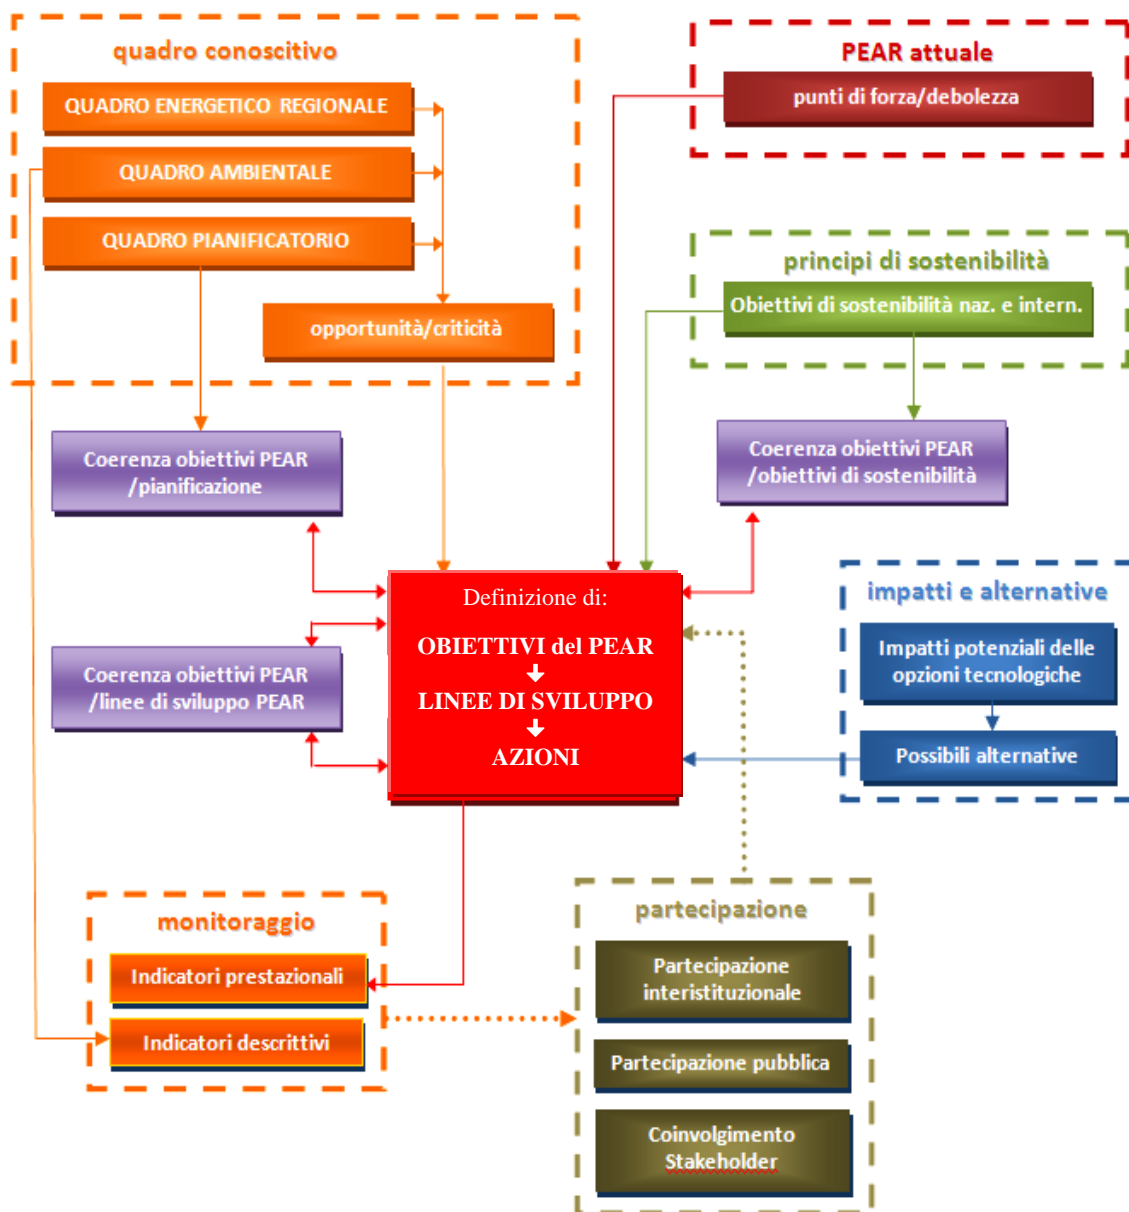 quadro conoscitivo
QUADRO ENERGETICO REGIONALE
QUADRO AMBIENTALE
QUADRO PIANIFICATORIO
opportunità/criticità
PEAR attuale
punti di forza/debolezza
principi di sostenibilità
Obiettivi di sostenibilità naz. e intern.
Coerenza obiettivi PEAR
/pianificazione
Coerenza obiettivi PEAR
/obiettivi di sostenibilità
Definizione di:
OBIETTIVI del PEAR
LINEE DI SVILUPPO
AZIONI
Coerenza obiettivi PEAR
/linee di sviluppo PEAR
impatti e alternative
Impatti potenziali delle
opzioni tecnologiche
Possibili alternative
monitoraggio
Indicatori prestazionali
Indicatori descrittivi
partecipazione
Partecipazione
interistituzionale
Partecipazione pubblica
Coinvolgimento
Stakeholder